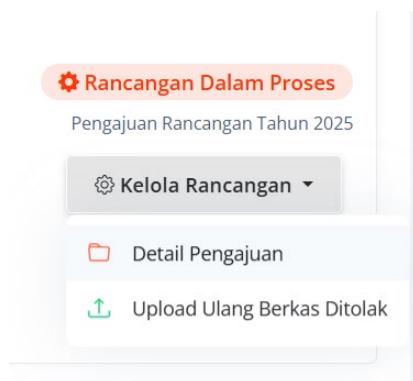 Rancangan Dalam Proses
Pengajuan Rancangan Tahun 2025
Kelola Rancangan
Detail Pengajuan
Upload Ulang Berkas Ditolak